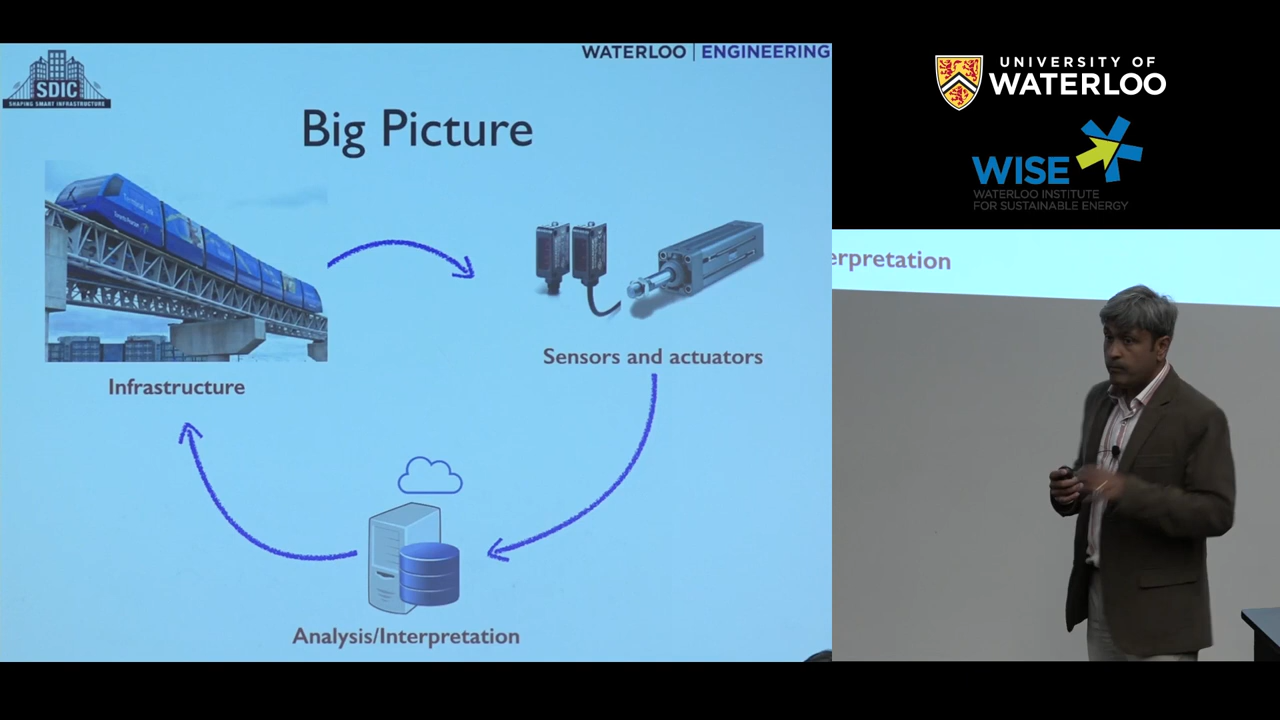 SDIC
SHAPING SMART INFRASTRUCTURE
WATERLOO | ENGINEERING
Big Picture
Infrastructure
Sensors and actuators
Analysis/Interpretation
UNIVERSITY OF
WATERLOO
WISE
WATERLOO INSTITUTE
FOR SUSTAINABLE ENERGY
erpretation